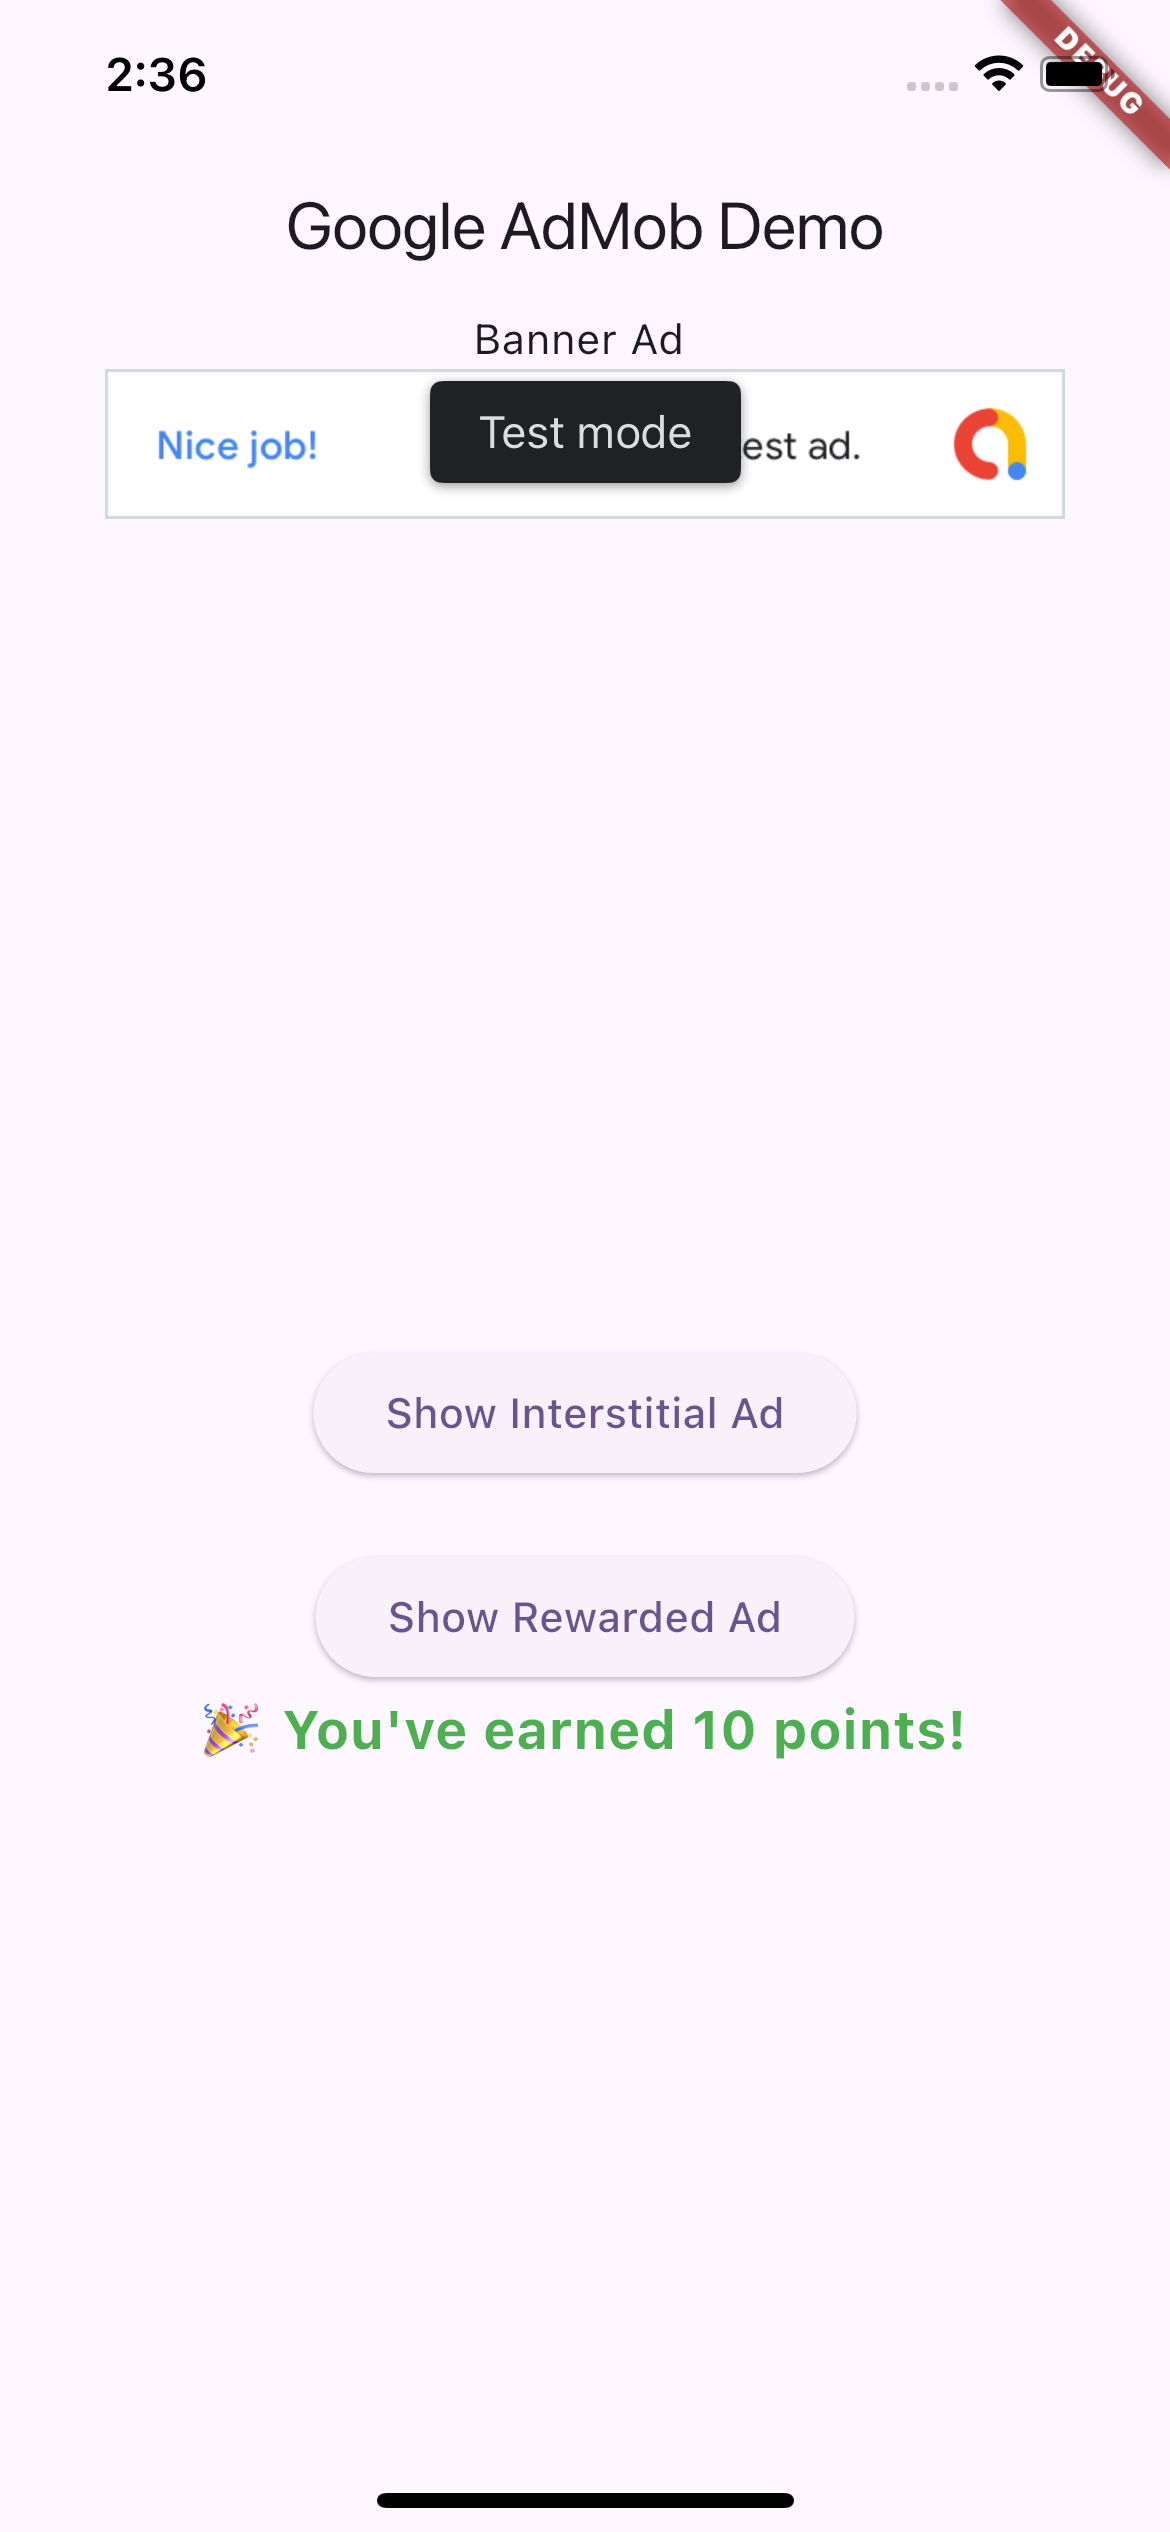 2:36
DEBUG
Google AdMob Demo
Banner Ad
Nice job!
Test mode
est ad.
Show Interstitial Ad
Show Rewarded Ad
🎉 You've earned 10 points!